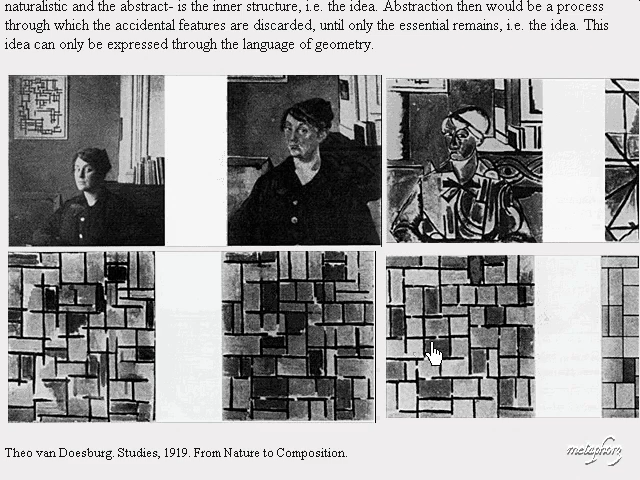 naturalistic and the abstract- is the inner structure, i.e. the idea. Abstraction then would be a process
through which the accidental features are discarded, until only the essential remains, i.e. the idea. This
idea can only be expressed through the language of geometry.
Theo van Doesburg. Studies, 1919. From Nature to Composition.
metaphorg